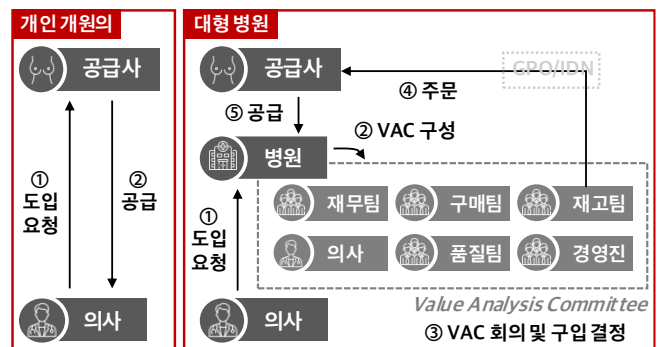 개인 개원의
공급사
①
도입
요청
②
공급
의사
대형 병원
공급사
GPO/IDN
④ 주문
⑤ 공급
② VAC 구성
병원
①
도입
요청
재무팀
구매팀
재고팀
의사
품질팀
경영진
의사
Value Analysis Committee
③ VAC 회의 및 구입 결정